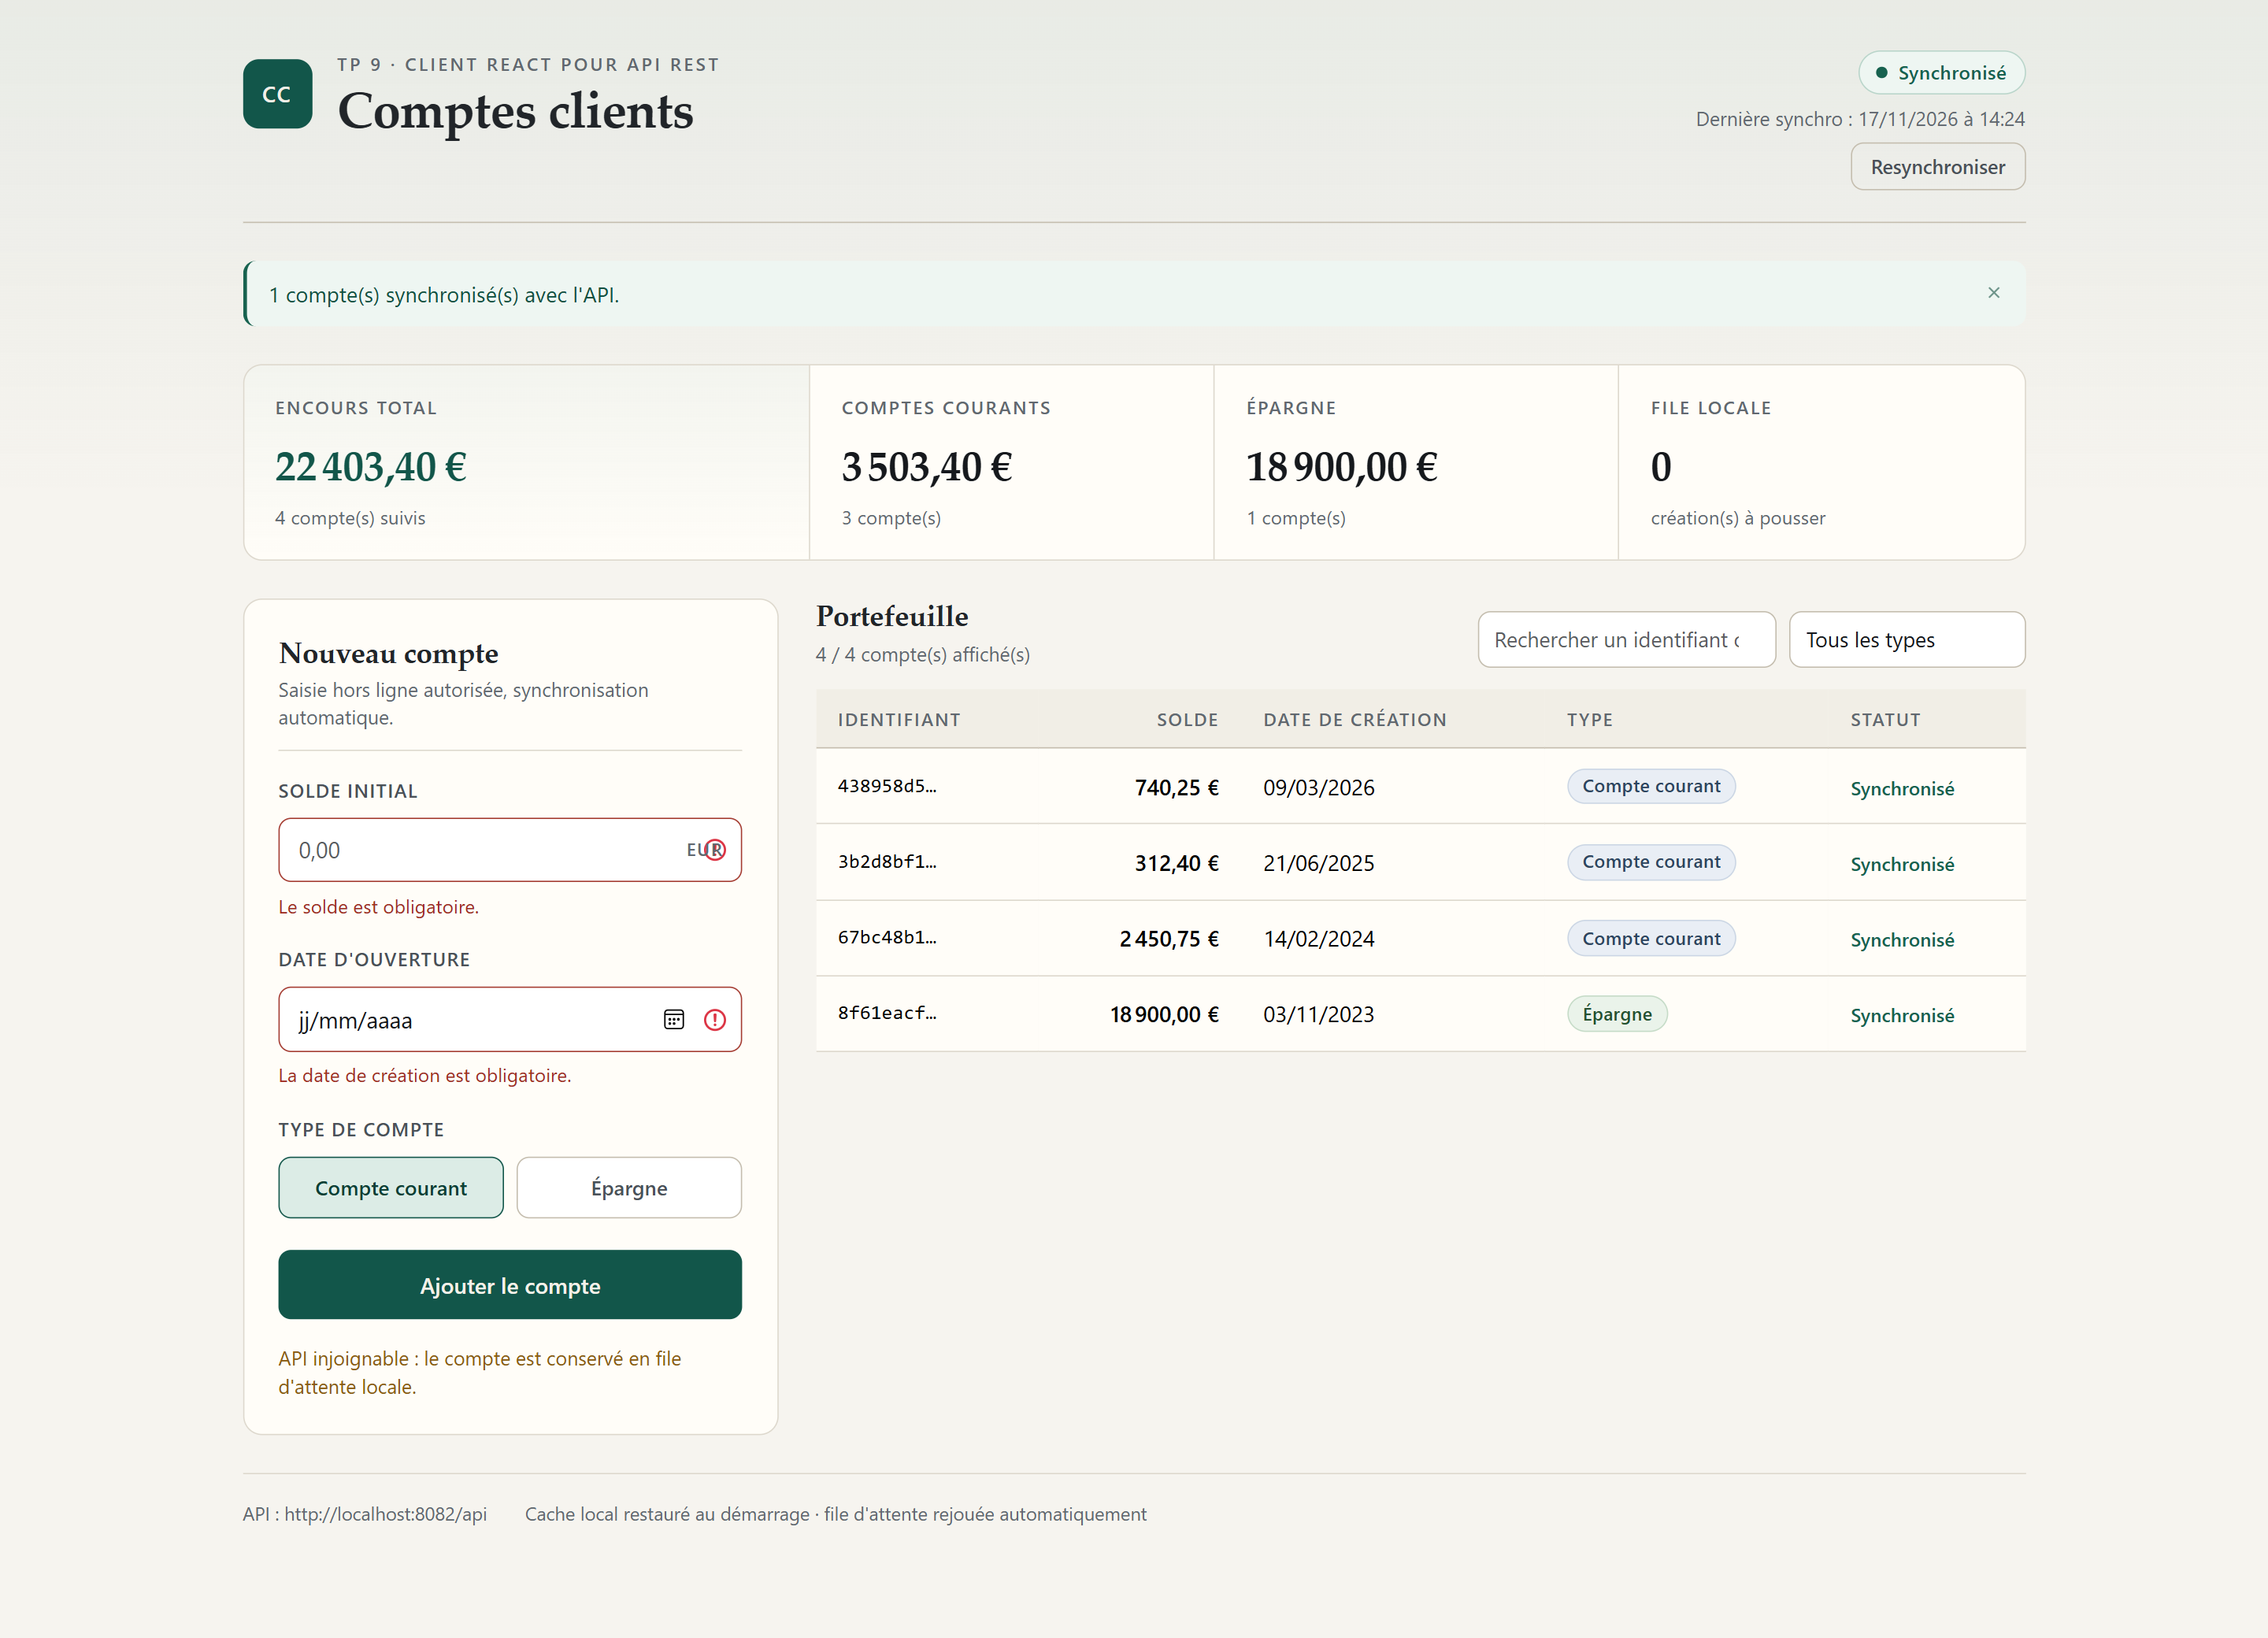 CC
TP 9 · CLIENT REACT POUR API REST
Comptes clients
Synchronisé
Dernière synchro : 17/11/2026 à 14:24
Resynchroniser
1 compte(s) synchronisé(s) avec l'API.
×
ENCOURS TOTAL
22 403,40 €
4 compte(s) suivis
COMPTES COURANTS
3 503,40 €
3 compte(s)
ÉPARGNE
18 900,00 €
1 compte(s)
FILE LOCALE
0
création(s) à pousser
Nouveau compte
Saisie hors ligne autorisée, synchronisation
automatique.
SOLDE INITIAL
0,00 EUR
Le solde est obligatoire.
DATE D'OUVERTURE
jj/mm/aaaa
La date de création est obligatoire.
TYPE DE COMPTE
Compte courant Épargne
Ajouter le compte
API injoignable : le compte est conservé en file
d'attente locale.
Portefeuille
4 / 4 compte(s) affiché(s)
Rechercher un identifiant
Tous les types
IDENTIFIANT SOLDE DATE DE CRÉATION TYPE STATUT
438958d5… 740,25 € 09/03/2026 Compte courant Synchronisé
3b2d8bf1… 312,40 € 21/06/2025 Compte courant Synchronisé
67bc48b1… 2 450,75 € 14/02/2024 Compte courant Synchronisé
8f61eacf… 18 900,00 € 03/11/2023 Épargne Synchronisé
API : http://localhost:8082/api Cache local restauré au démarrage · file d'attente rejouée automatiquement